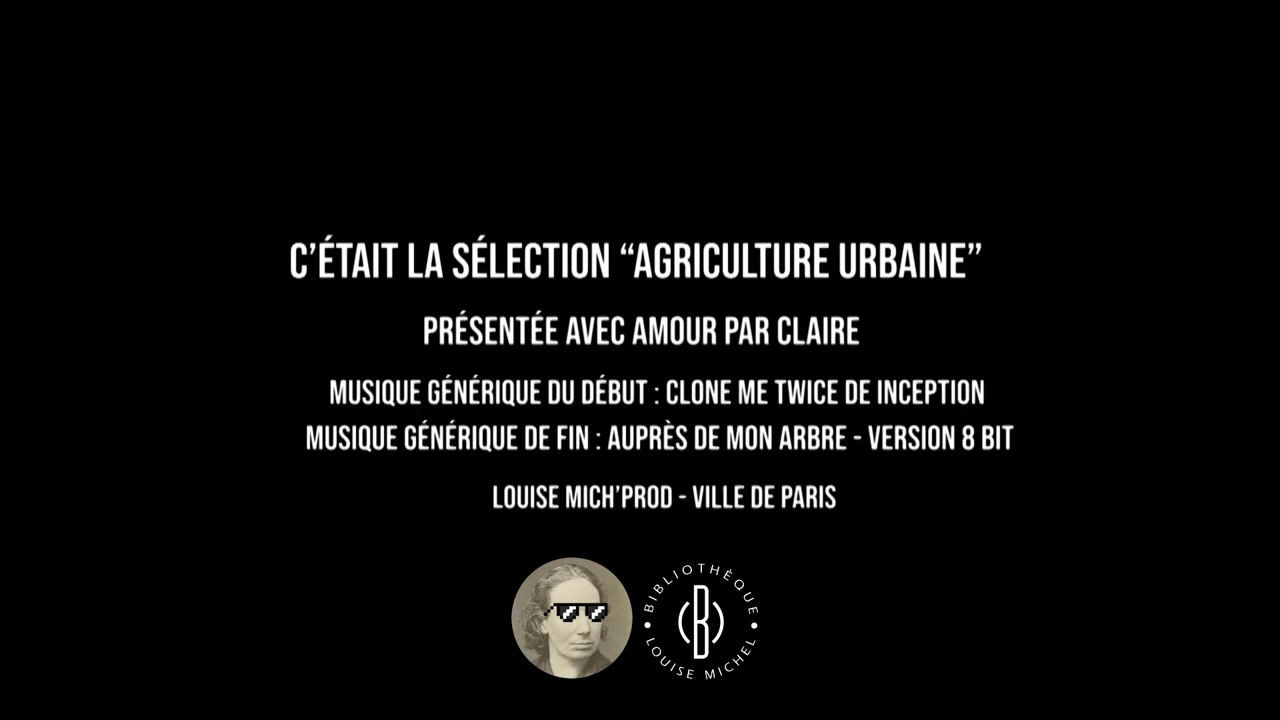 C’ÉTAIT LA SÉLECTION “AGRICULTURE URBAINE”
PRÉSENTÉE AVEC AMOUR PAR CLAIRE
MUSIQUE GÉNÉRIQUE DU DÉBUT : CLONE ME TWICE DE INCEPTION
MUSIQUE GÉNÉRIQUE DE FIN : AUPRÈS DE MON ARBRE - VERSION 8 BIT
LOUISE MICH’PROD - VILLE DE PARIS
BIBLIOTHÈQUE
B
LOUISE MICHEL